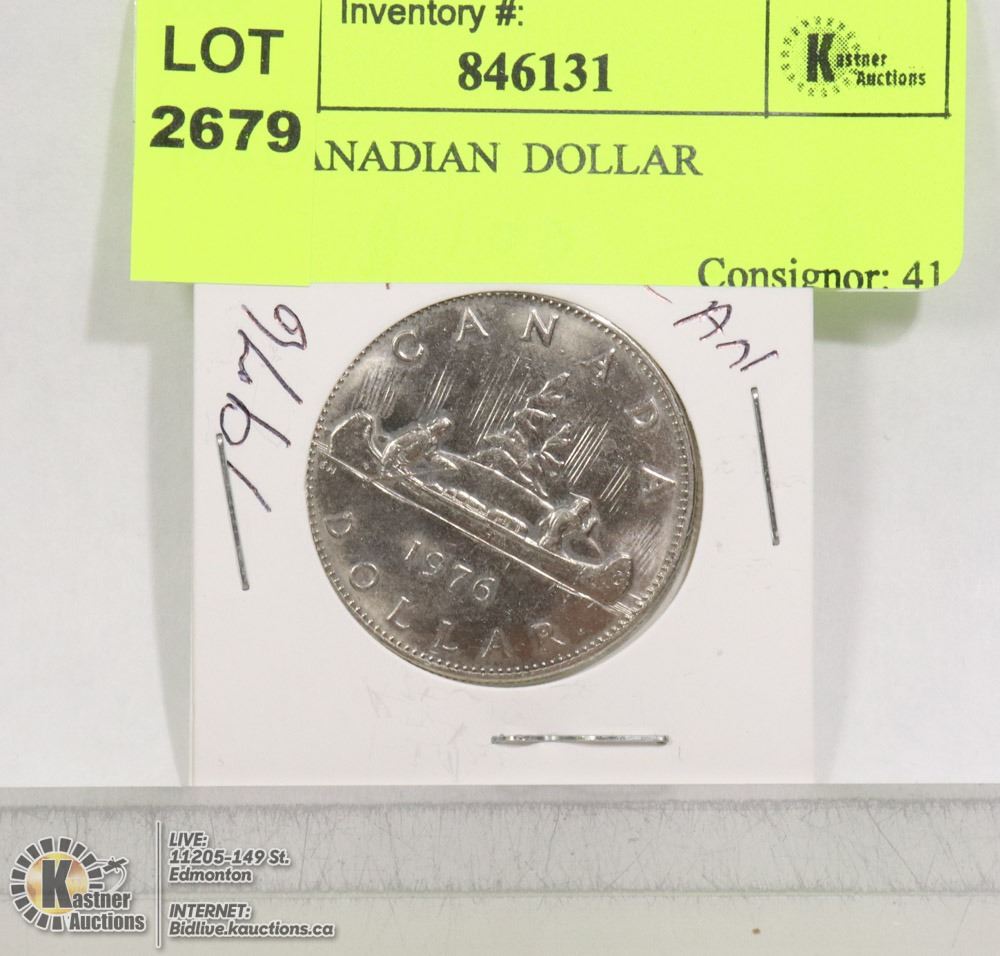 LOT
2679
Inventory #:
846131
Kastner
Auctions
ANADIAN DOLLAR
Consignor: 41
1976
CAN
CANADA
1976
DOLLAR
Kastner
Auctions
LIVE:
11205-149 St.
Edmonton
INTERNET:
Bidlive.kauctions.ca